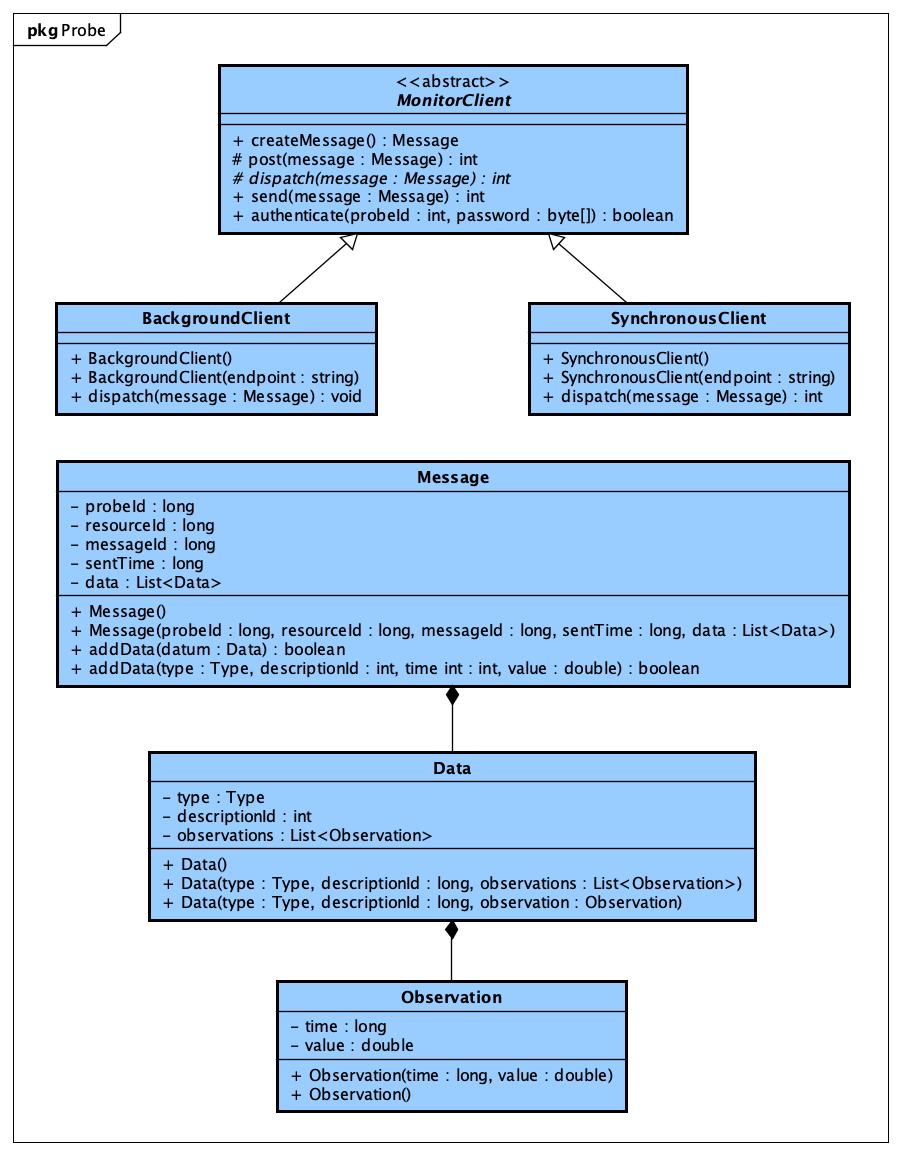 pkg Probe
<<abstract>>
MonitorClient
+ createMessage() : Message
# post(message : Message) : int
# dispatch(message : Message) : int
+ send(message : Message) : int
+ authenticate(probeId : int, password : byte[]) : boolean
BackgroundClient
+ BackgroundClient()
+ BackgroundClient(endpoint : string)
+ dispatch(message : Message) : void
SynchronousClient
+ SynchronousClient()
+ SynchronousClient(endpoint : string)
+ dispatch(message : Message) : int
Message
- probeId : long
- resourceId : long
- messageId : long
- sentTime : long
- data : List<Data>
+ Message()
+ Message(probeId : long, resourceId : long, messageId : long, sentTime : long, data : List<Data>)
+ addData(datum : Data) : boolean
+ addData(type : Type, descriptionId : int, time int : int, value : double) : boolean
Data
- type : Type
- descriptionId : int
- observations : List<Observation>
+ Data()
+ Data(type : Type, descriptionId : long, observations : List<Observation>)
+ Data(type : Type, descriptionId : long, observation : Observation)
Observation
- time : long
- value : double
+ Observation(time : long, value : double)
+ Observation()